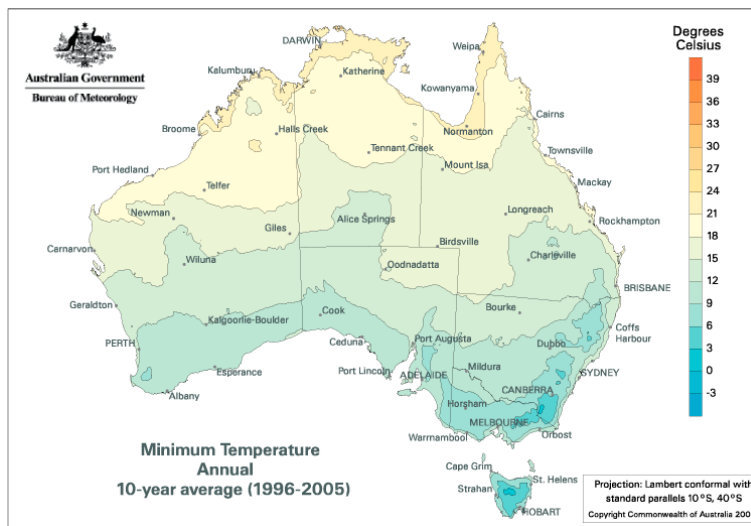 Australian Government
Bureau of Meteorology
Degrees
Celsius
39
36
33
30
27
24
21
18
15
12
9
6
3
0
-3
DARWIN
Weipa
Kalumburu
Katherine
Kowanyama
Cairns
Broome
Halls Creek
Normanton
Tennant Creek
Townsville
Mount Isa
Port Hedland
Telfer
Mackay
Newman
Alice Springs
Longreach
Rockhampton
Giles
Carnarvon
Birdsville
Wiluna
Oodnadatta
Charleville
BRISBANE
Geraldton
Bourke
Cook
Kalgoorlie-Boulder
Coffs
Harbour
PERTH
Ceduna
Port Augusta
Dubbo
Esperance
Port Lincoln
ADELAIDE
Mildura
SYDNEY
Albany
CANBERRA
Horsham
MELBOURNE
Warrnambool
Orbost
Minimum Temperature
Annual
10-year average (1996-2005)
Cape Grim
St. Helens
Strahan
HOBART
Projection: Lambert conformal with
standard parallels 10°S, 40°S
Copyright Commonwealth of Australia 200